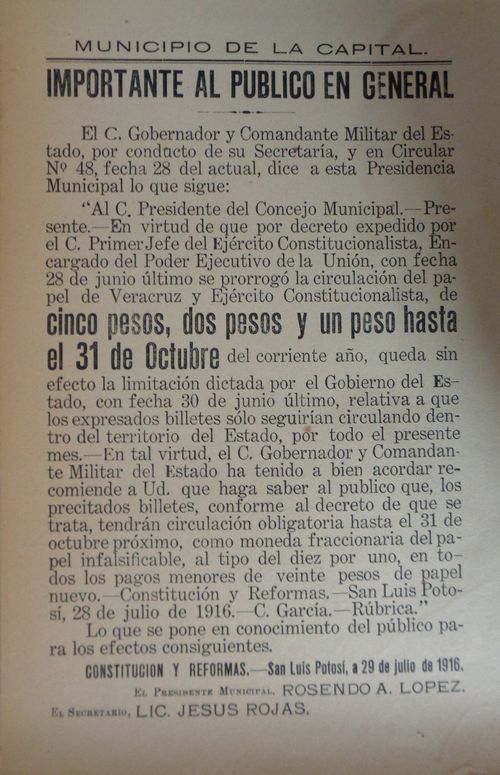 MUNICIPIO DE LA CAPITAL.
IMPORTANTE AL PUBLICO EN GENERAL
El C. Gobernador y Comandante Militar del Es-
tado, por conducto de su Secretaría, y en Circular
Nº 48, fecha 28 del actual, dice a esta Presidencia
Municipal lo que sigue:
"Al C. Presidente del Concejo Municipal.—Pre-
sente.—En virtud de que por decreto expedido por
el C. Primer Jefe del Ejército Constitucionalista, En-
cargado del Poder Ejecutivo de la Unión, con fecha
28 de junio último se prorrogó la circulación del pa-
pel de Veracruz y Ejército Constitucionalista, de
cinco pesos, dos pesos y un peso hasta
el 31 de Octubre del corriente año, queda sin
efecto la limitación dictada por el Gobierno del Es-
tado, con fecha 30 de junio último, relativa a que
los expresados billetes sólo seguirían circulando den-
tro del territorio del Estado, por todo el presente
mes.—En tal virtud, el C. Gobernador y Comandan-
te Militar del Estado ha tenido a bien acordar re-
comiende a Ud. que haga saber al publico que, los
precitados billetes, conforme al decreto de que se
trata, tendrán circulación obligatoria hasta el 31 de
octubre próximo, como moneda fraccionaria del pa-
pel infalsificable, al tipo del diez por uno, en to-
dos los pagos menores de veinte pesos de papel
nuevo.—Constitución y Reformas.—San Luis Poto-
sí, 28 de julio de 1916.—C. García.—Rúbrica."
Lo que se pone en conocimiento del público pa-
ra los efectos consiguientes.
CONSTITUCION Y REFORMAS.—San Luis Potosí, a 29 de julio de 1916.
EL PRESIDENTE MUNICIPAL, ROSENDO A. LOPEZ.
EL SECRETARIO, LIC. JESUS ROJAS.